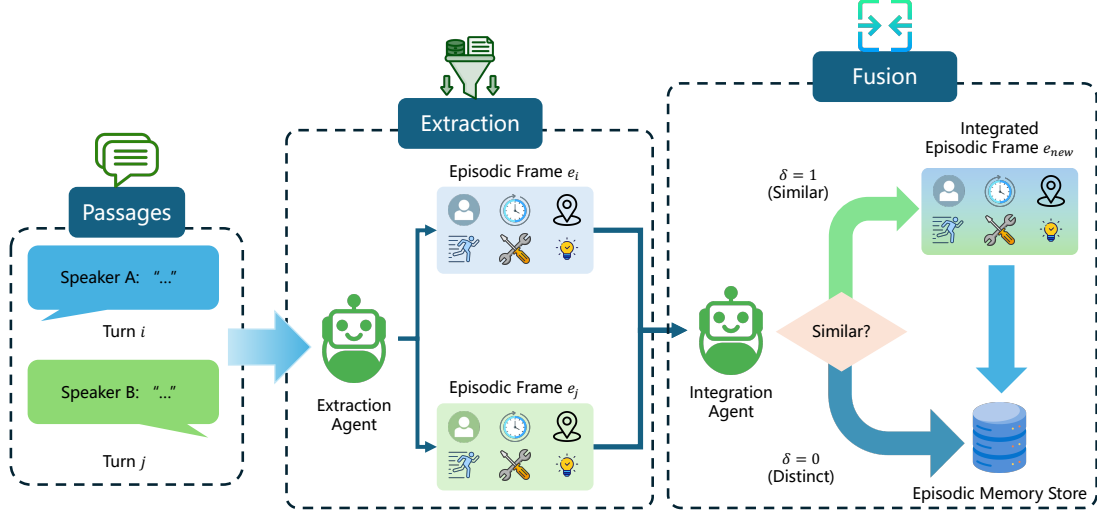 Passages
Speaker A: “...”
Turn i
Speaker B: “...”
Turn j
Extraction
Episodic Frame e_i
Extraction
Agent
Episodic Frame e_j
Fusion
Integration
Agent
Similar?
δ = 1
(Similar)
Integrated
Episodic Frame e_new
δ = 0
(Distinct)
Episodic Memory Store